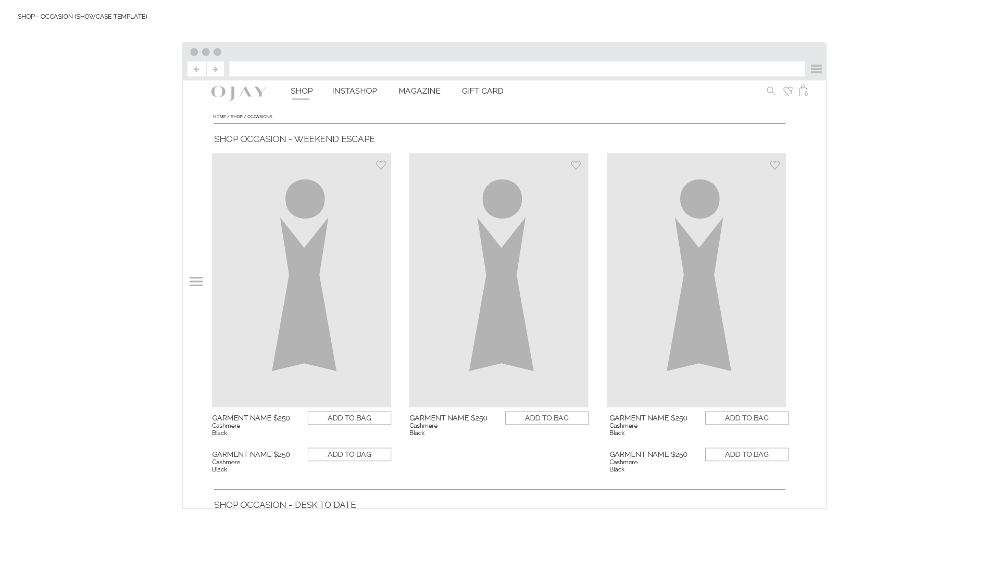 SHOP - OCCASION (SHOWCASE TEMPLATE)
OJAY SHOP INSTASHOP MAGAZINE GIFT CARD 3 6
HOME / SHOP / OCCASIONS
SHOP OCCASION - WEEKEND ESCAPE
GARMENT NAME $250 ADD TO BAG
Cashmere
Black
GARMENT NAME $250 ADD TO BAG
Cashmere
Black
GARMENT NAME $250 ADD TO BAG
Cashmere
Black
GARMENT NAME $250 ADD TO BAG
Cashmere
Black
GARMENT NAME $250 ADD TO BAG
Cashmere
Black
SHOP OCCASION - DESK TO DATE